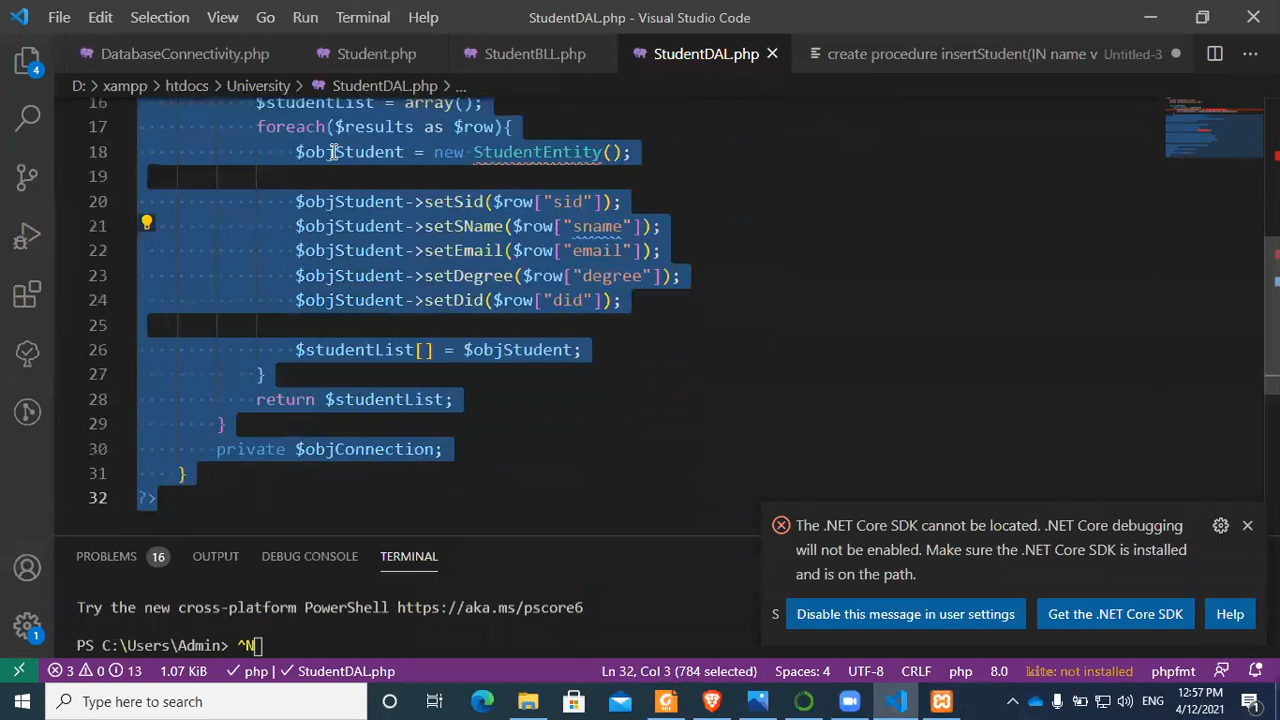 File Edit Selection View Go Run Terminal Help StudentDAL.php - Visual Studio Code
DatabaseConnectivity.php Student.php StudentBLL.php StudentDAL.php create procedure insertStudent(IN name v Untitled-3
4
D: > xampp > htdocs > University > StudentDAL.php > ...
16 $studentList = array();
17 foreach($results as $row){
18 $objStudent = new StudentEntity();
19
20 $objStudent->setSid($row["sid"]);
21 $objStudent->setSName($row["sname"]);
22 $objStudent->setEmail($row["email"]);
23 $objStudent->setDegree($row["degree"]);
24 $objStudent->setDid($row["did"]);
25
26 $studentList[] = $objStudent;
27 }
28 return $studentList;
29 }
30 private $objConnection;
31 }
32 ?>
The .NET Core SDK cannot be located. .NET Core debugging
will not be enabled. Make sure the .NET Core SDK is installed
and is on the path.
S Disable this message in user settings Get the .NET Core SDK Help
PROBLEMS 16 OUTPUT DEBUG CONSOLE TERMINAL
Try the new cross-platform PowerShell https://aka.ms/pscore6
PS C:\Users\Admin> ^N
1
3 0 13 1.07 KiB php StudentDAL.php Ln 32, Col 3 (784 selected) Spaces: 4 UTF-8 CRLF php 8.0 kite: not installed phpfmt
Type here to search
ENG 12:57 PM
4/12/2021
1